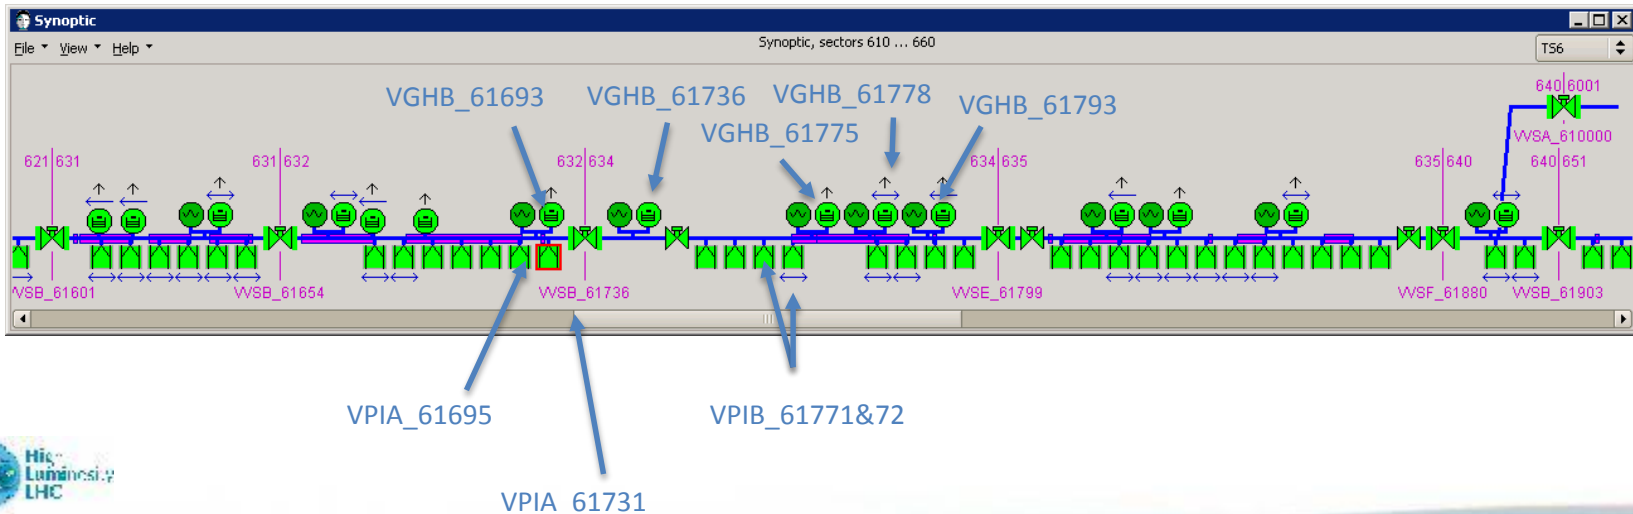 Synoptic
File View Help
Synoptic, sectors 610 ... 660
TS6
VGHB_61693
VGHB_61736
VGHB_61778
VGHB_61793
VGHB_61775
640|6001
VVSA_610000
621|631
631|632
632|634
634|635
635|640
640|651
VVSB_61601
VVSB_61654
VVSB_61736
VVSE_61799
VVSF_61880
VVSB_61903
VPIA_61695
VPIB_61771&72
VPIA_61731
High
Luminosity
LHC